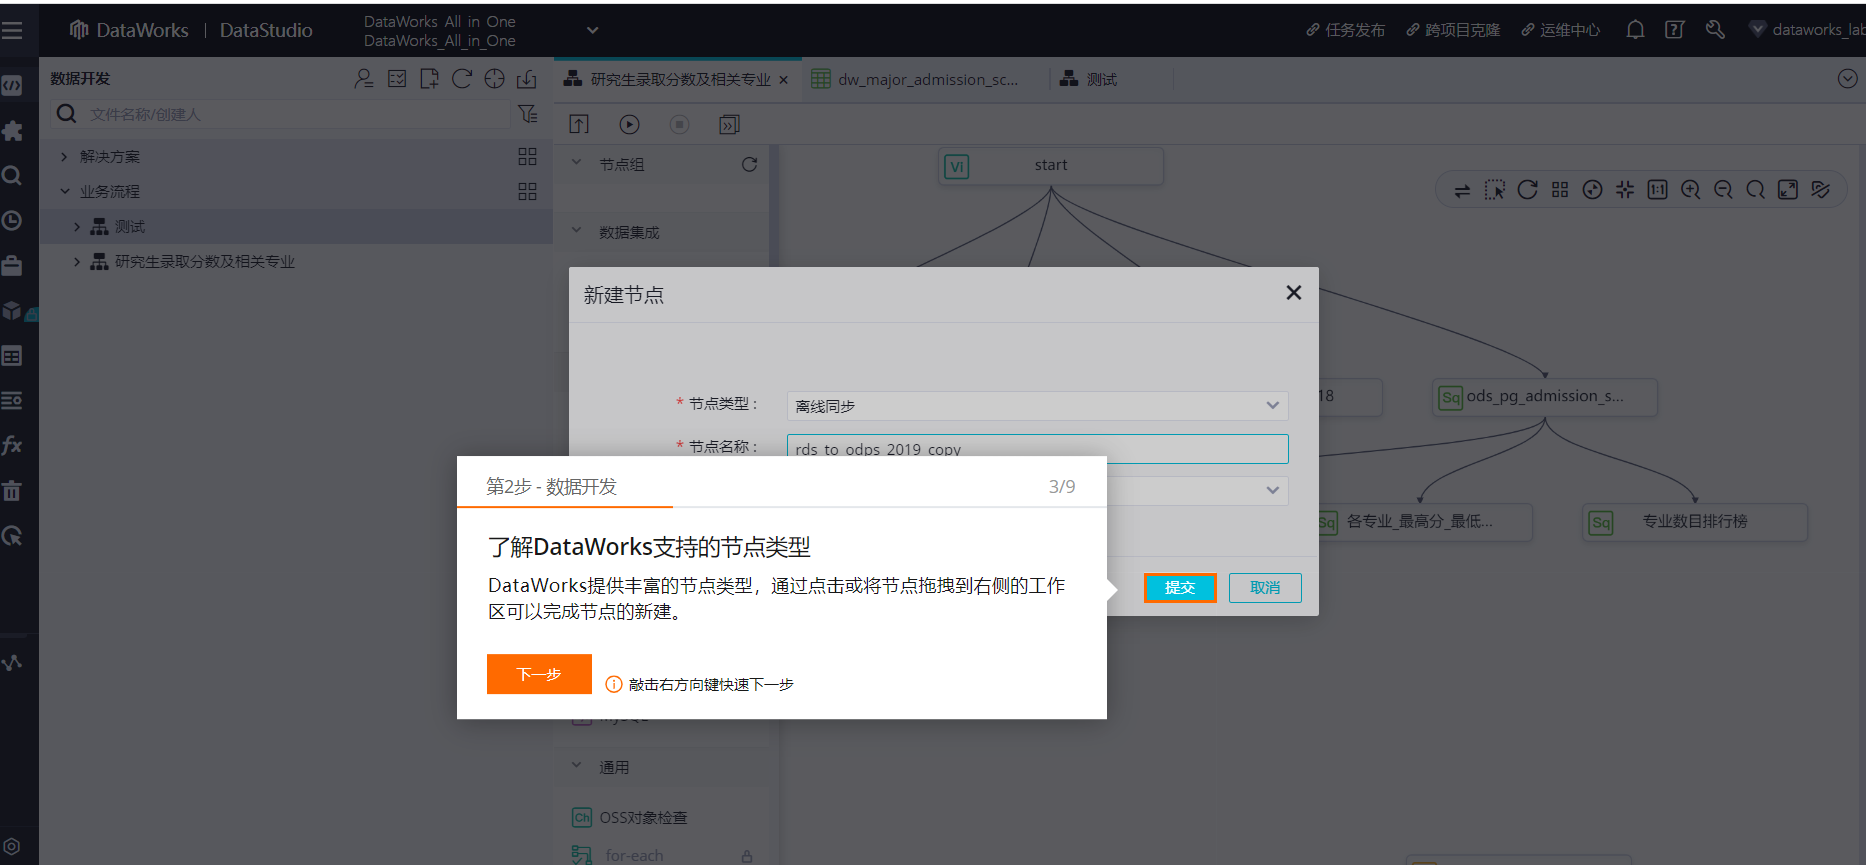 DataWorks | DataStudio
DataWorks All in One
DataWorks_All_in_One
任务发布
跨项目克隆
运维中心
dataworks_lab
数据开发
研究生录取分数及相关专业
dw_major_admission_sc...
测试
文件名称/创建人
解决方案
业务流程
测试
研究生录取分数及相关专业
节点组
数据集成
Vi start
1:1
新建节点
* 节点类型 :
离线同步
* 节点名称 :
rds_to_odps_2019_copy
18
Sq ods_pg_admission_s...
Sq 各专业_最高分_最低...
Sq 专业数目排行榜
第2步 - 数据开发
3/9
了解DataWorks支持的节点类型
DataWorks提供丰富的节点类型，通过点击或将节点拖拽到右侧的工作
区可以完成节点的新建。
下一步
敲击右方向键快速下一步
提交
取消
通用
Ch OSS对象检查
for-each